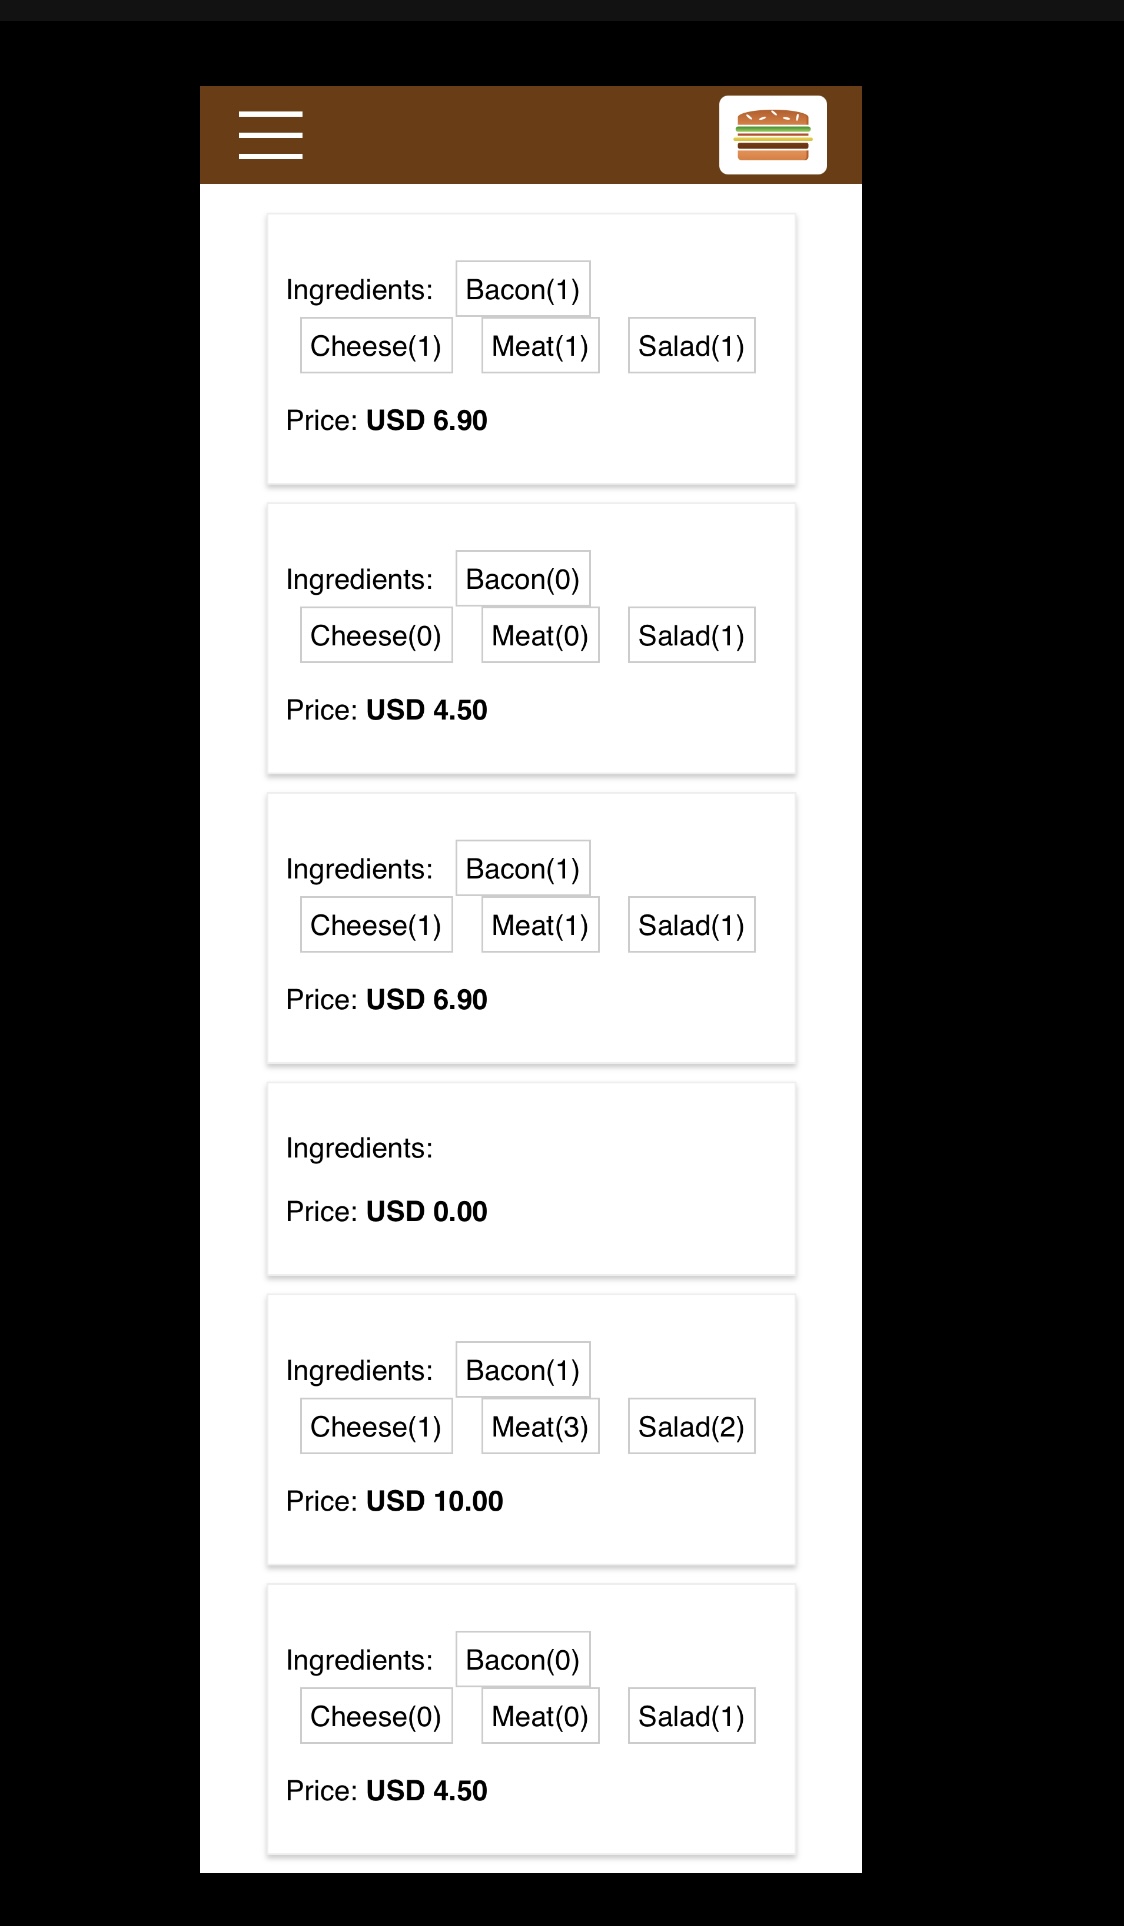 Ingredients: Bacon(1)
Cheese(1) Meat(1) Salad(1)
Price: USD 6.90
Ingredients: Bacon(0)
Cheese(0) Meat(0) Salad(1)
Price: USD 4.50
Ingredients: Bacon(1)
Cheese(1) Meat(1) Salad(1)
Price: USD 6.90
Ingredients:
Price: USD 0.00
Ingredients: Bacon(1)
Cheese(1) Meat(3) Salad(2)
Price: USD 10.00
Ingredients: Bacon(0)
Cheese(0) Meat(0) Salad(1)
Price: USD 4.50